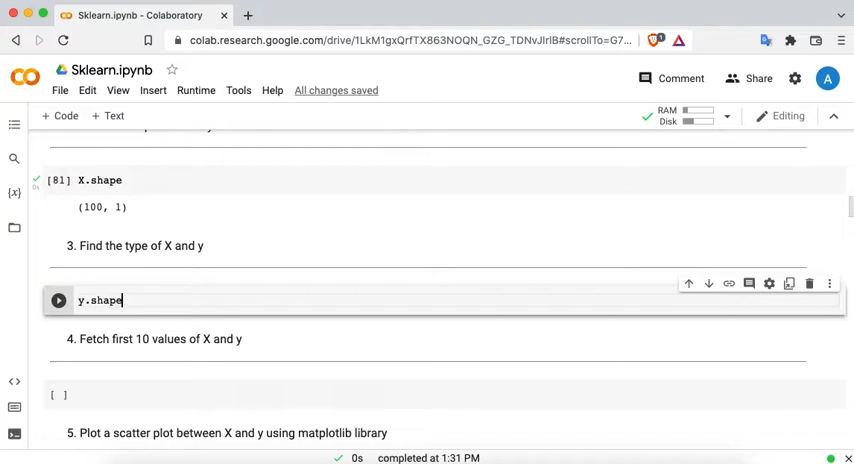 Sklearn.ipynb - Colaboratory
colab.research.google.com/drive/1LkM1gxQrfTX863NOQN_GZG_TDNvJIrIB#scrollTo=G7...
1
Sklearn.ipynb
Comment
Share
A
File Edit View Insert Runtime Tools Help All changes saved
+ Code + Text
RAM
Disk
Editing
{x}
[81] X.shape
0s
(100, 1)
3. Find the type of X and y
y.shape
4. Fetch first 10 values of X and y
[ ]
5. Plot a scatter plot between X and y using matplotlib library
0s completed at 1:31 PM